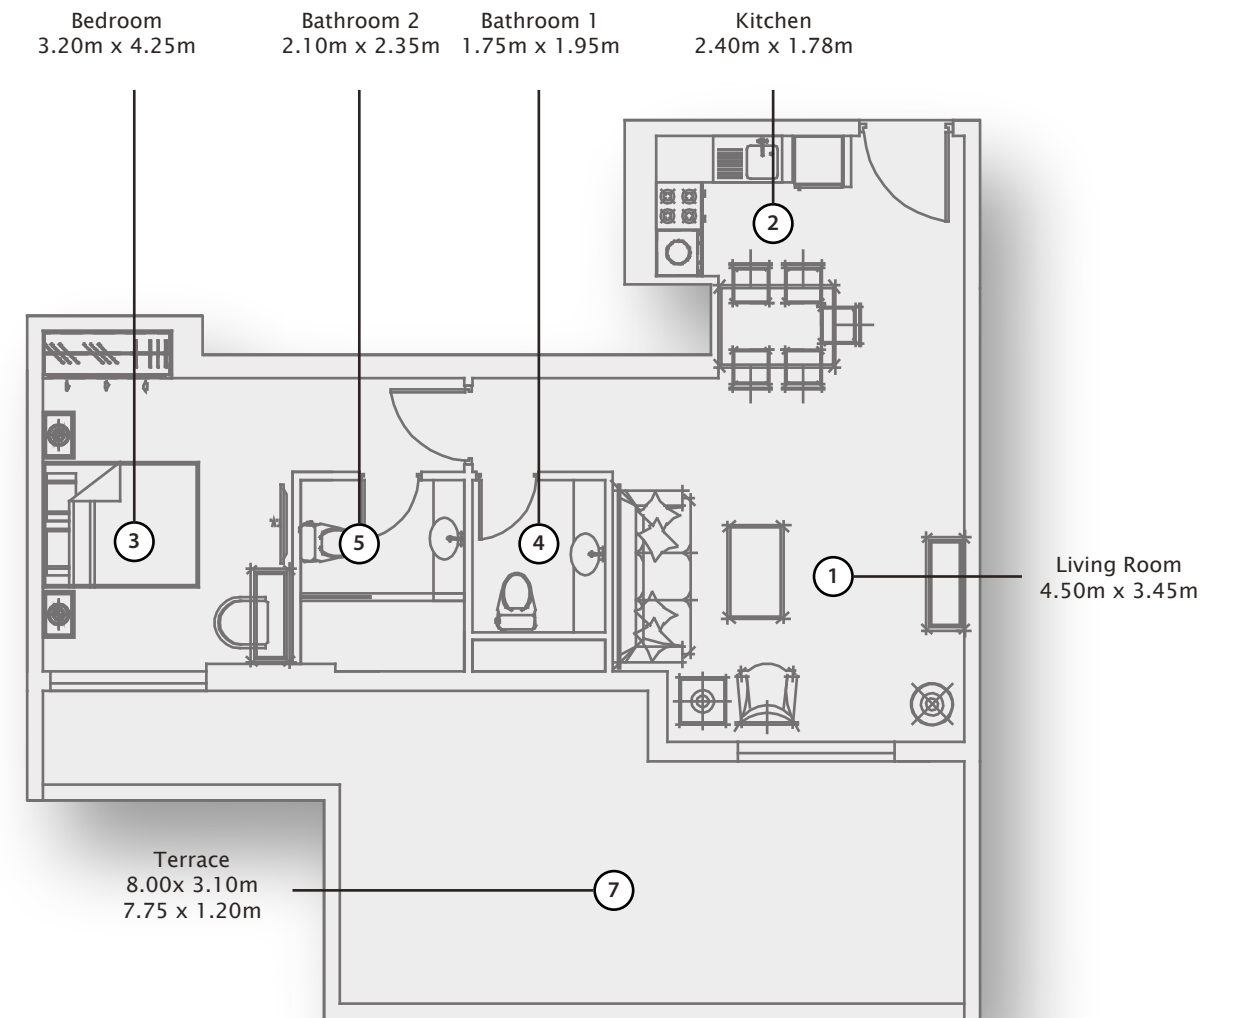 Bedroom
3.20m x 4.25m
Bathroom 2
2.10m x 2.35m
Bathroom 1
1.75m x 1.95m
Kitchen
2.40m x 1.78m
2
3
5
4
1
Living Room
4.50m x 3.45m
Terrace
8.00x 3.10m
7.75 x 1.20m
7